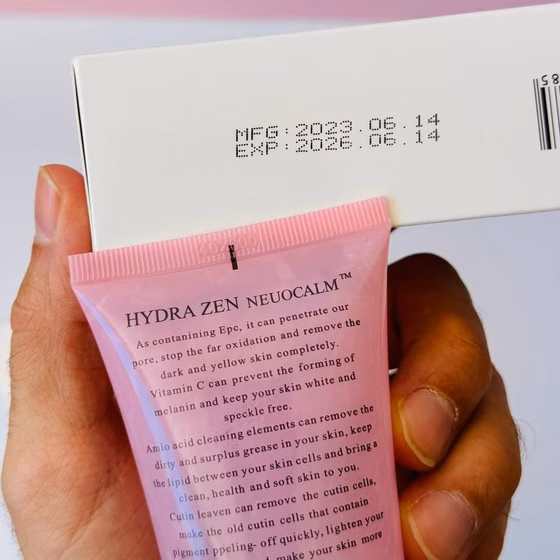 MFG:2023.06.14
EXP:2026.06.14
HYDRA ZEN NEUOCALM™
As contanining Epc, it can penetrate our
pore, stop the far oxidation and remove the
dark and yellow skin completely.
Vitamin C can prevent the forming of
melanin and keep your skin white and
speckle free.
Amio acid cleaning elements can remove the
dirty and surplus grease in your skin, keep
the lipid between your skin cells and bring a
clean, health and soft skin to you.
Cutin leaven can remove the cutin cells,
make the old cutin cells that contain
pigment ppeling- off quickly, lighten your
make your skin more